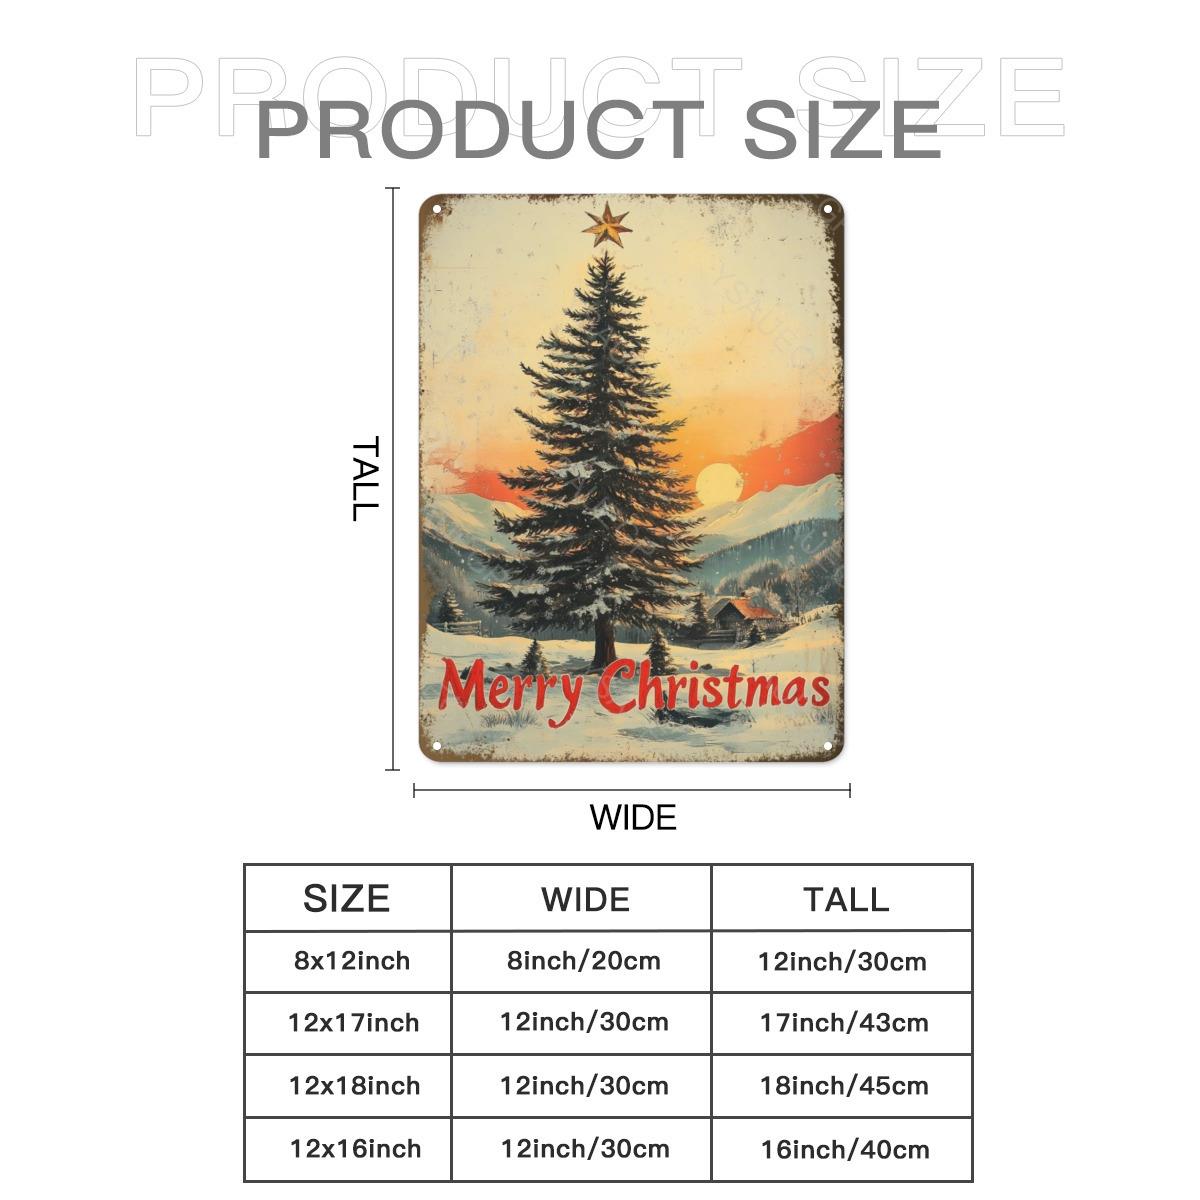 PRODUCT SIZE
PRODUCT SIZE
TALL
Merry Christmas
WIDE
SIZE WIDE TALL
8x12inch 8inch/20cm 12inch/30cm
12x17inch 12inch/30cm 17inch/43cm
12x18inch 12inch/30cm 18inch/45cm
12x16inch 12inch/30cm 16inch/40cm